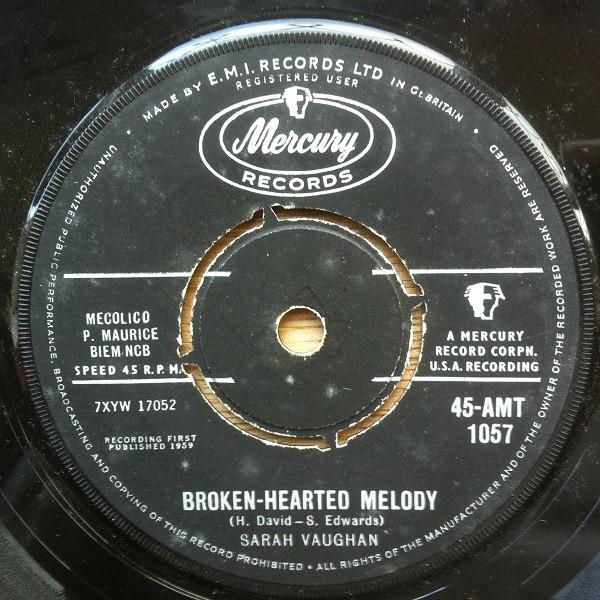 MADE BY E.M.I. RECORDS LTD IN GT. BRITAIN
REGISTERED USER
Mercury
RECORDS
MECOLICO
P. MAURICE
BIEM NCB
SPEED 45 R.P.M.
7XYW 17052
RECORDING FIRST
PUBLISHED 1959
A MERCURY
RECORD CORPN.
U.S.A. RECORDING
45-AMT
1057
BROKEN-HEARTED MELODY
(H. David – S. Edwards)
SARAH VAUGHAN
UNAUTHORIZED PUBLIC PERFORMANCE, BROADCASTING AND COPYING OF THIS RECORD PROHIBITED • ALL RIGHTS OF THE MANUFACTURER AND OF THE OWNER OF THE RECORDED WORK ARE RESERVED